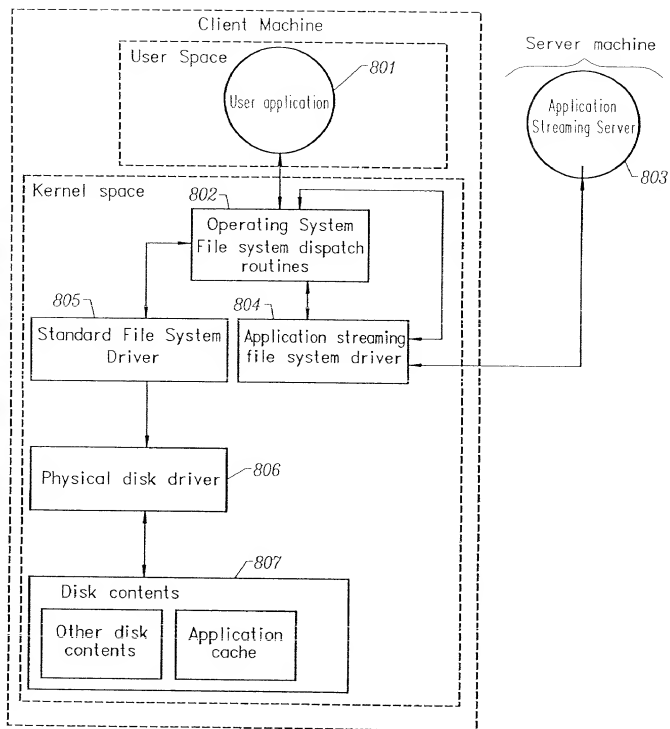 Client Machine
User Space
801
User application
Server machine
Application
Streaming Server
803
Kernel space
802
Operating System
File system dispatch
routines
805
Standard File System
Driver
804
Application streaming
file system driver
Physical disk driver
806
807
Disk contents
Other disk
contents
Application
cache